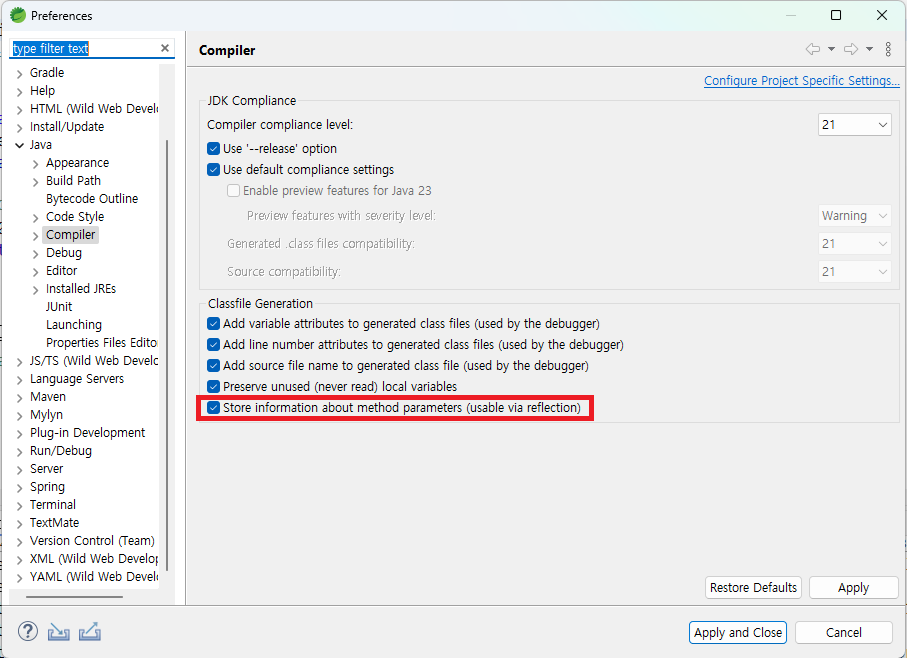 Preferences
type filter text
Gradle
Help
HTML (Wild Web Develo
Install/Update
Java
Appearance
Build Path
Bytecode Outline
Code Style
Compiler
Debug
Editor
Installed JREs
JUnit
Launching
Properties Files Edito
JS/TS (Wild Web Develo
Language Servers
Maven
Mylyn
Plug-in Development
Run/Debug
Server
Spring
Terminal
TextMate
Version Control (Team)
XML (Wild Web Develop
YAML (Wild Web Develo
Compiler
Configure Project Specific Settings...
JDK Compliance
Compiler compliance level: 21
Use '--release' option
Use default compliance settings
Enable preview features for Java 23
Preview features with severity level: Warning
Generated .class files compatibility: 21
Source compatibility: 21
Classfile Generation
Add variable attributes to generated class files (used by the debugger)
Add line number attributes to generated class files (used by the debugger)
Add source file name to generated class file (used by the debugger)
Preserve unused (never read) local variables
Store information about method parameters (usable via reflection)
Restore Defaults Apply
Apply and Close Cancel